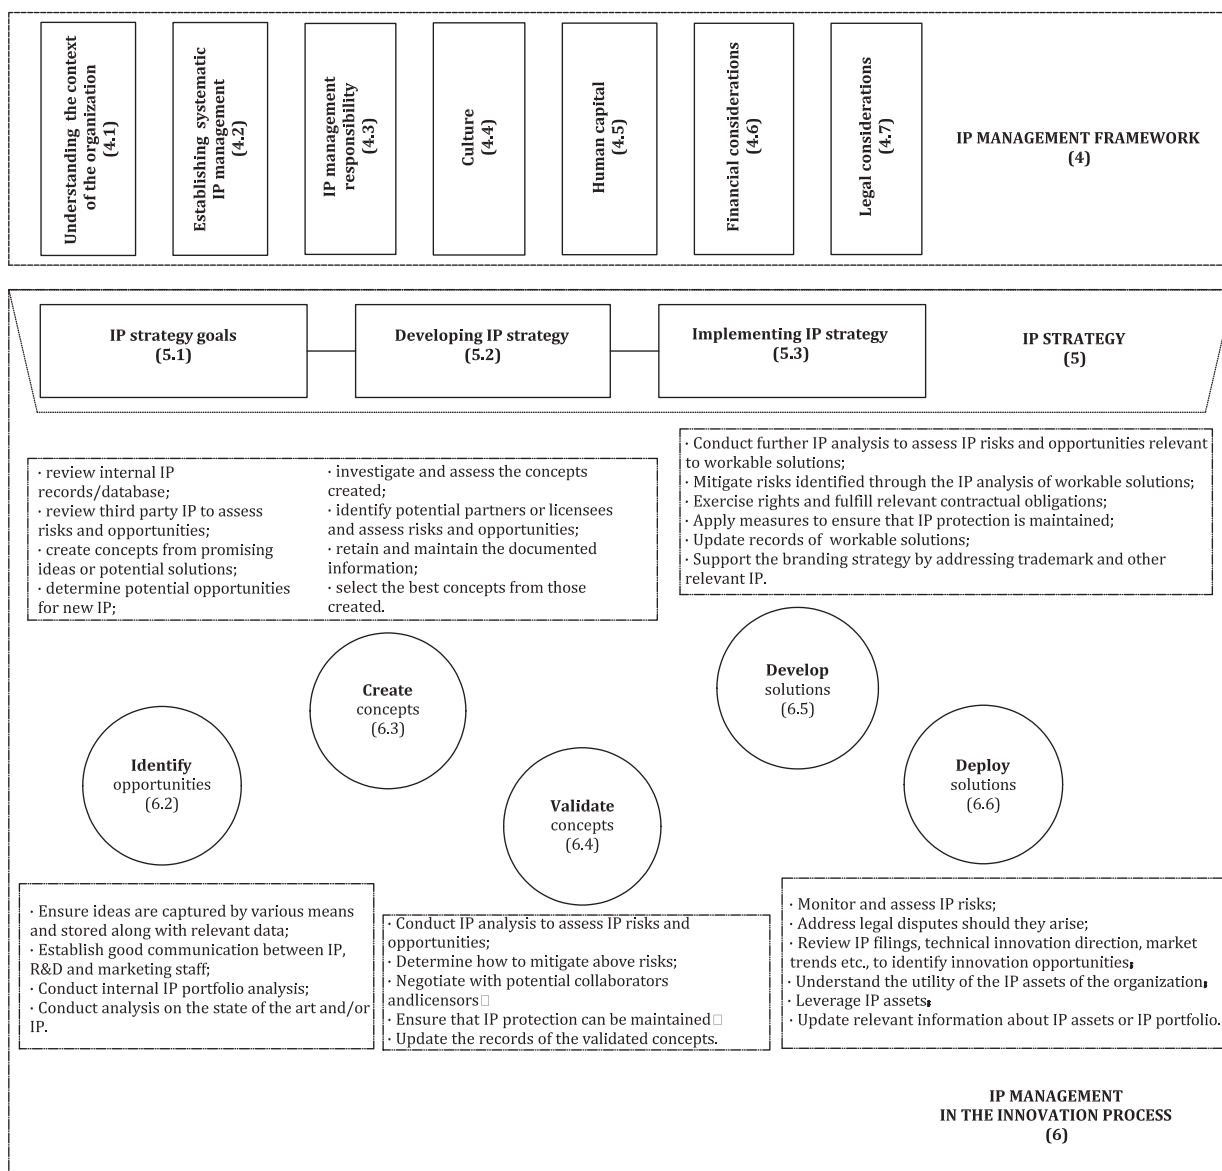 Understanding the context
of the organization
(4.1)
Establishing systematic
IP management
(4.2)
IP management
responsibility
(4.3)
Culture
(4.4)
Human capital
(4.5)
Financial considerations
(4.6)
Legal considerations
(4.7)
IP MANAGEMENT FRAMEWORK
(4)
IP strategy goals
(5.1)
Developing IP strategy
(5.2)
Implementing IP strategy
(5.3)
IP STRATEGY
(5)
· review internal IP
records/database;
· review third party IP to assess
risks and opportunities;
· create concepts from promising
ideas or potential solutions;
· determine potential opportunities
for new IP;
· investigate and assess the concepts
created;
· identify potential partners or licensees
and assess risks and opportunities;
· retain and maintain the documented
information;
· select the best concepts from those
created.
· Conduct further IP analysis to assess IP risks and opportunities relevant
to workable solutions;
· Mitigate risks identified through the IP analysis of workable solutions;
· Exercise rights and fulfill relevant contractual obligations;
· Apply measures to ensure that IP protection is maintained;
· Update records of workable solutions;
· Support the branding strategy by addressing trademark and other
relevant IP.
Identify
opportunities
(6.2)
Create
concepts
(6.3)
Validate
concepts
(6.4)
Develop
solutions
(6.5)
Deploy
solutions
(6.6)
· Ensure ideas are captured by various means
and stored along with relevant data;
· Establish good communication between IP,
R&D and marketing staff;
· Conduct internal IP portfolio analysis;
· Conduct analysis on the state of the art and/or
IP.
· Conduct IP analysis to assess risks and
opportunities;
· Determine how to mitigate above risks;
· Negotiate with potential collaborators
andlicensors□
· Ensure that IP protection can be maintained□
· Update the records of the validated concepts.
· Monitor and assess IP risks;
· Address legal disputes should they arise;
· Review IP filings, technical innovation direction, market
trends etc., to identify innovation opportunities;
· Understand the utility of the IP assets of the organization;
· Leverage IP assets;
· Update relevant information about IP assets or IP portfolio.
IP MANAGEMENT
IN THE INNOVATION PROCESS
(6)